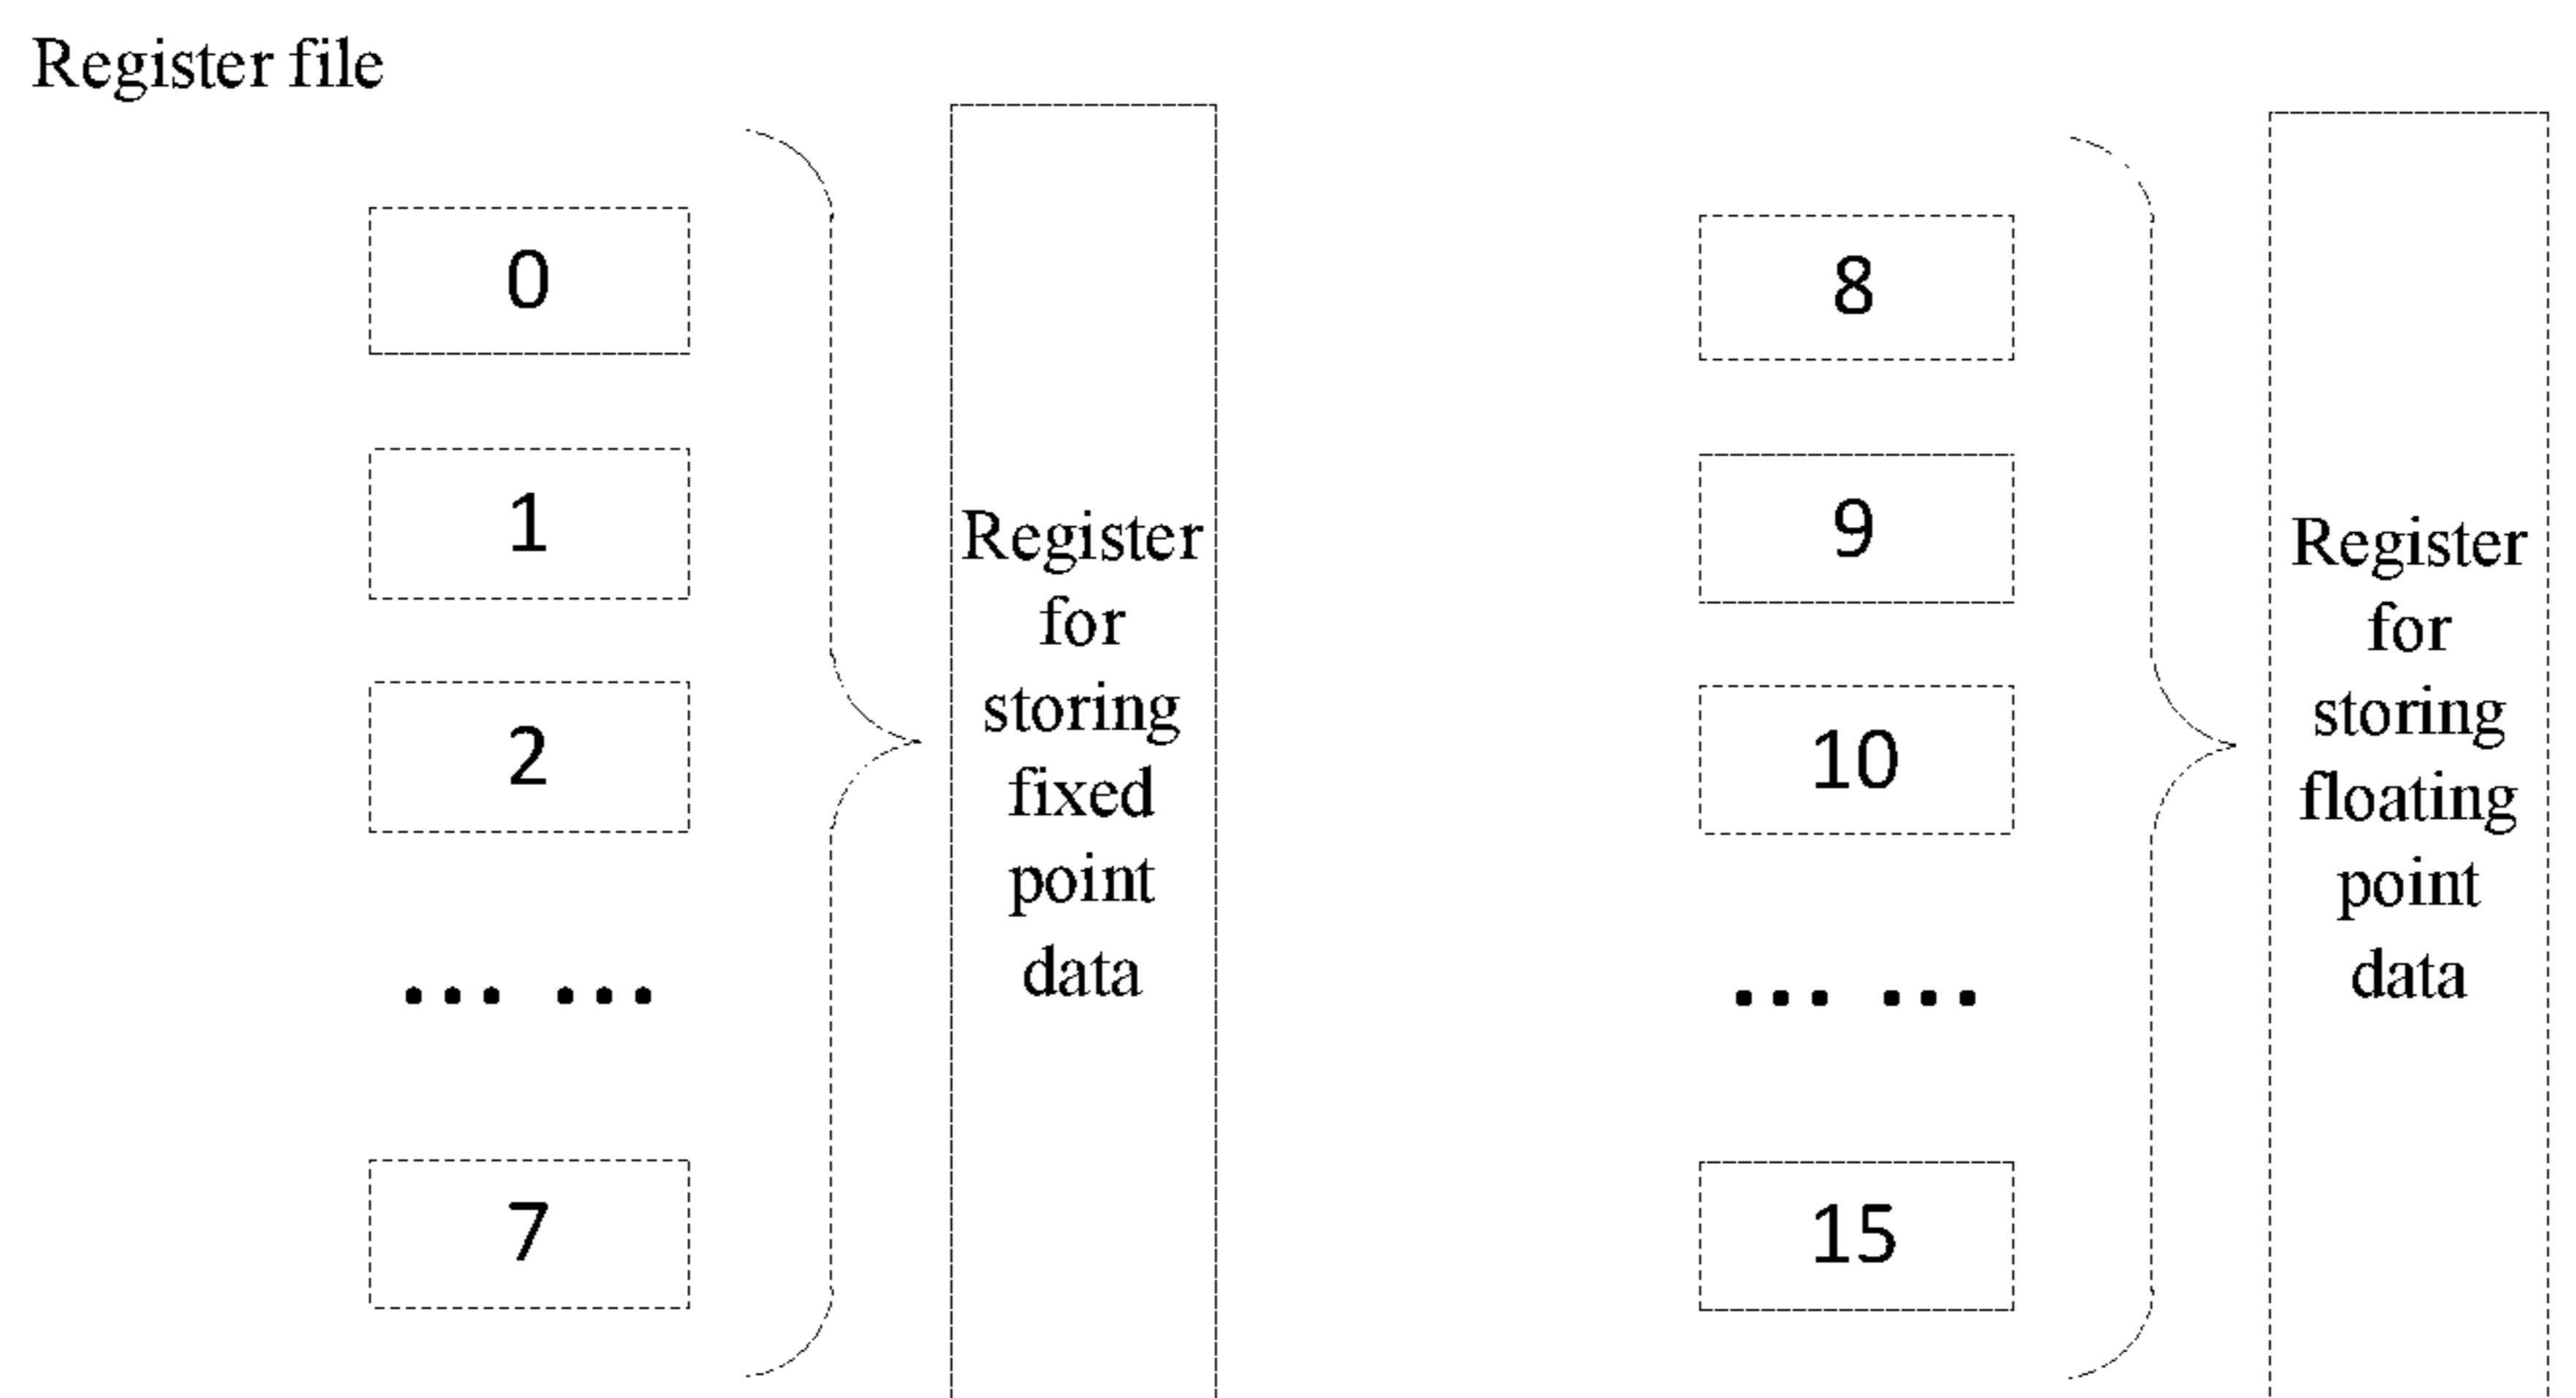 Register file
0
1
2
... ...
7
Register
for
storing
fixed
point
data
8
9
10
... ...
15
Register
for
storing
floating
point
data